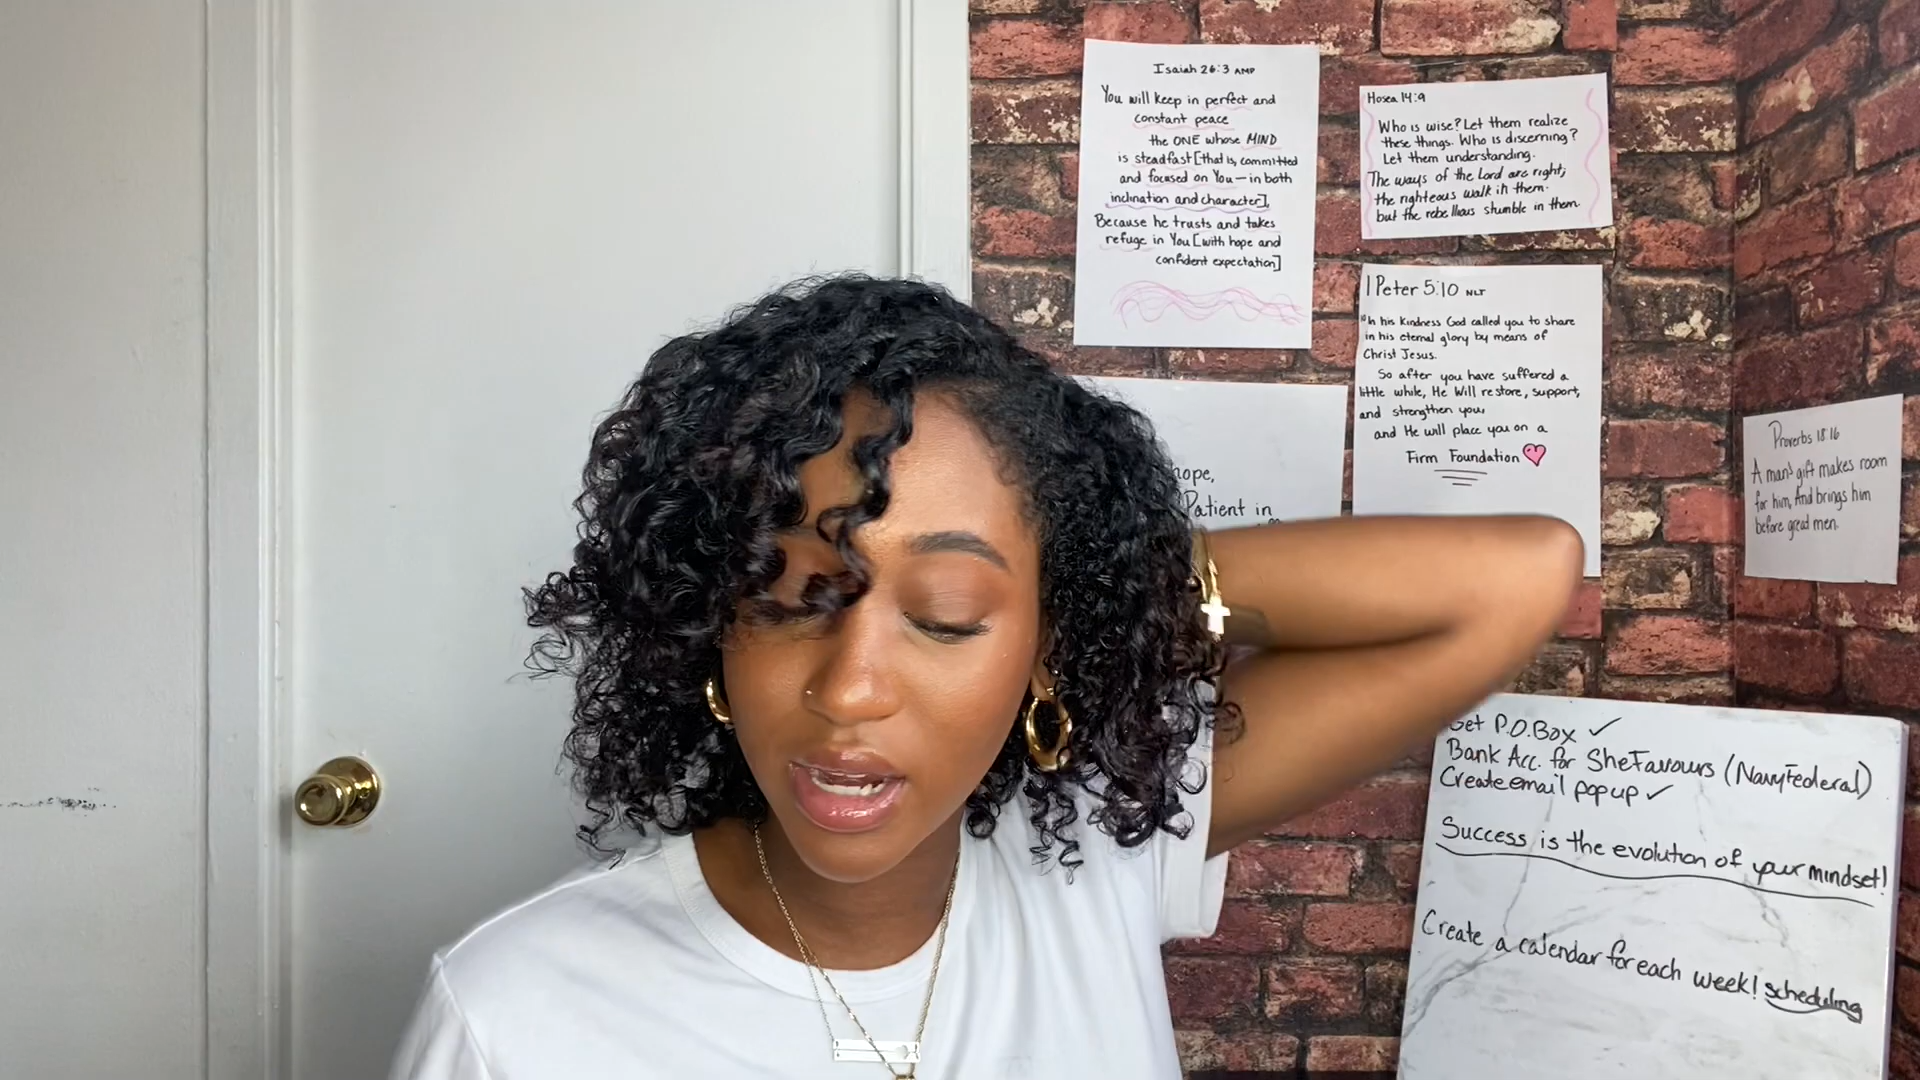 Isaiah 26:3 AMP
You will keep in perfect and
constant peace
the ONE whose MIND
is steadfast [that is, committed
and focused on You — in both
inclination and character],
Because he trusts and takes
refuge in You [with hope and
confident expectation]
Hosea 14:9
Who is wise? Let them realize
these things. Who is discerning?
Let them understanding.
The ways of the Lord are right;
the righteous walk in them.
but the rebellious stumble in them.
1 Peter 5:10 NLT
10 In his kindness God called you to share
in his eternal glory by means of
Christ Jesus.
So after you have suffered a
little while, He Will restore, support,
and strengthen you,
and He will place you on a
Firm Foundation
hope,
Patient in
Proverbs 18:16
A man's gift makes room
for him, And brings him
before great men.
Get P.O.Box ✓
Bank Acc. for SheFavours (NavyFederal)
Create email popup ✓
Success is the evolution of your mindset!
Create a calendar for each week! scheduling